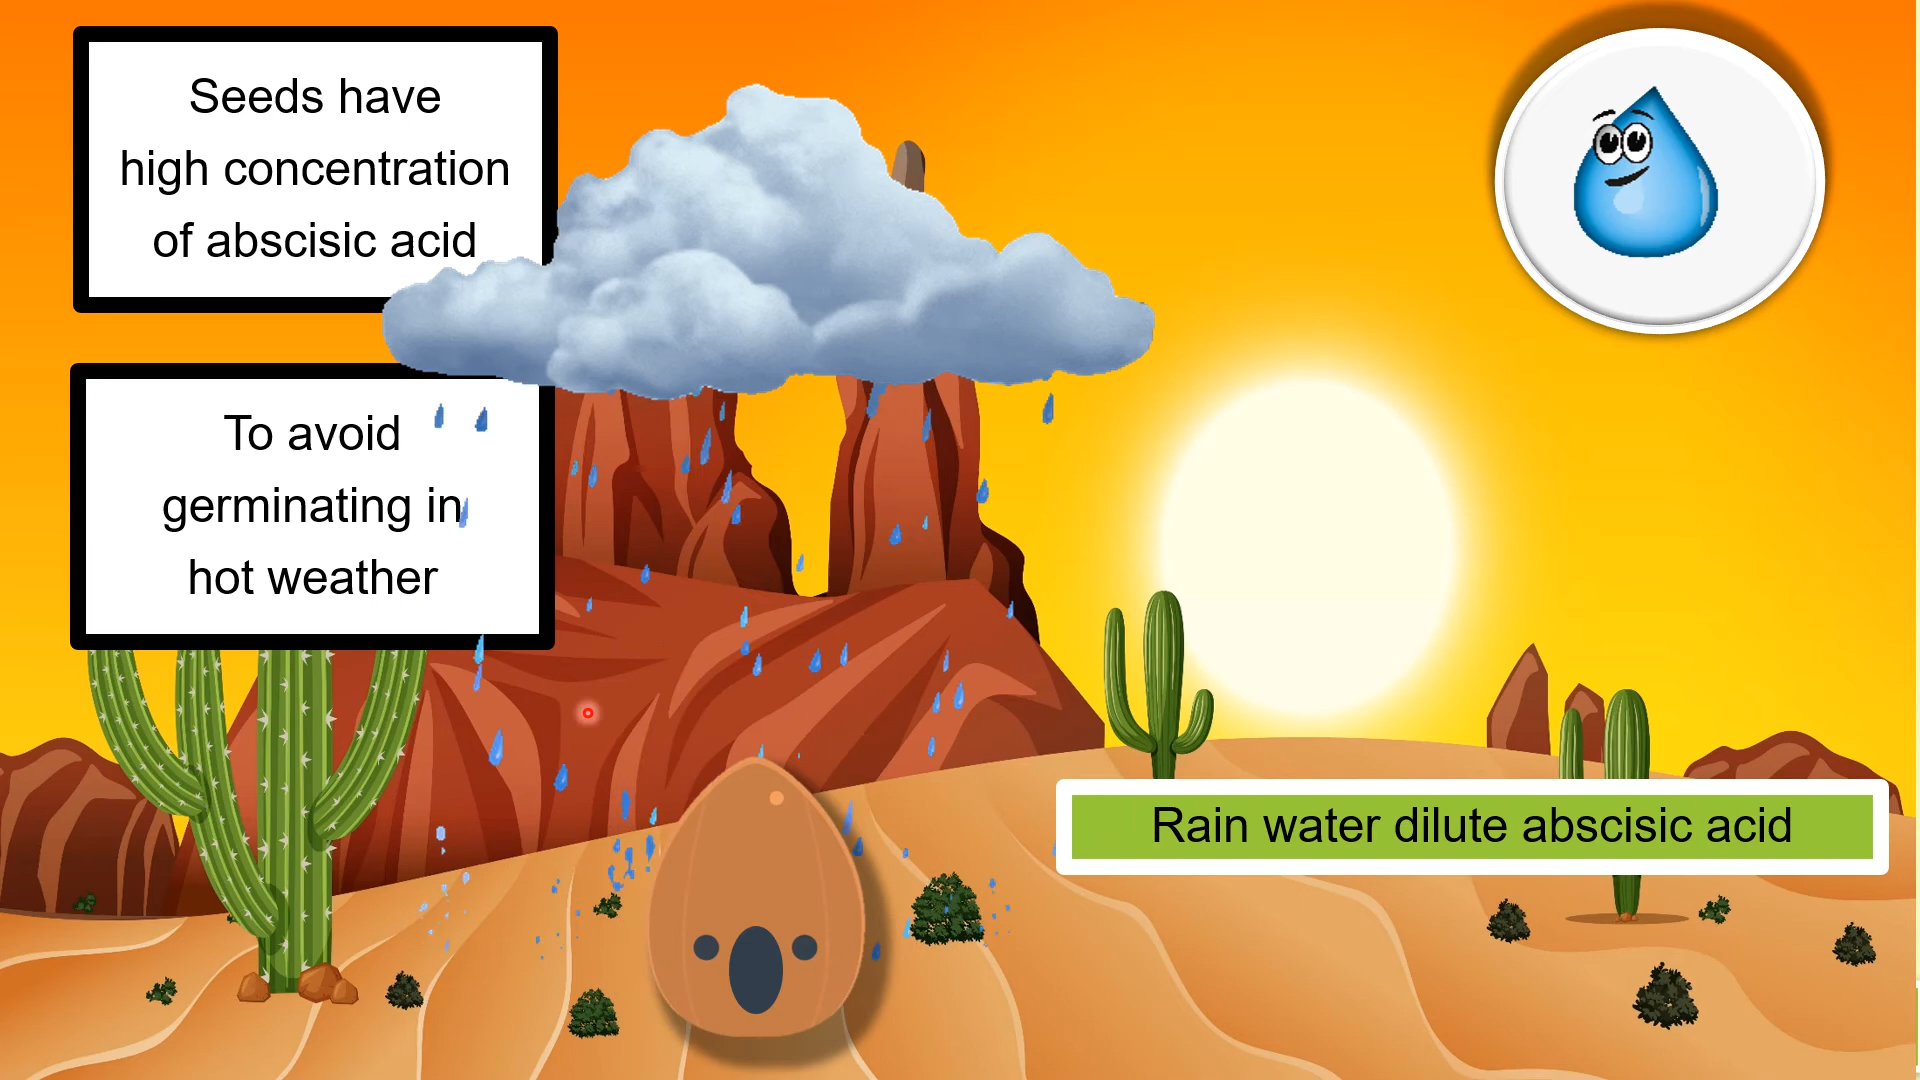 Seeds have
high concentration
of abscisic acid
To avoid
germinating in
hot weather
Rain water dilute abscisic acid